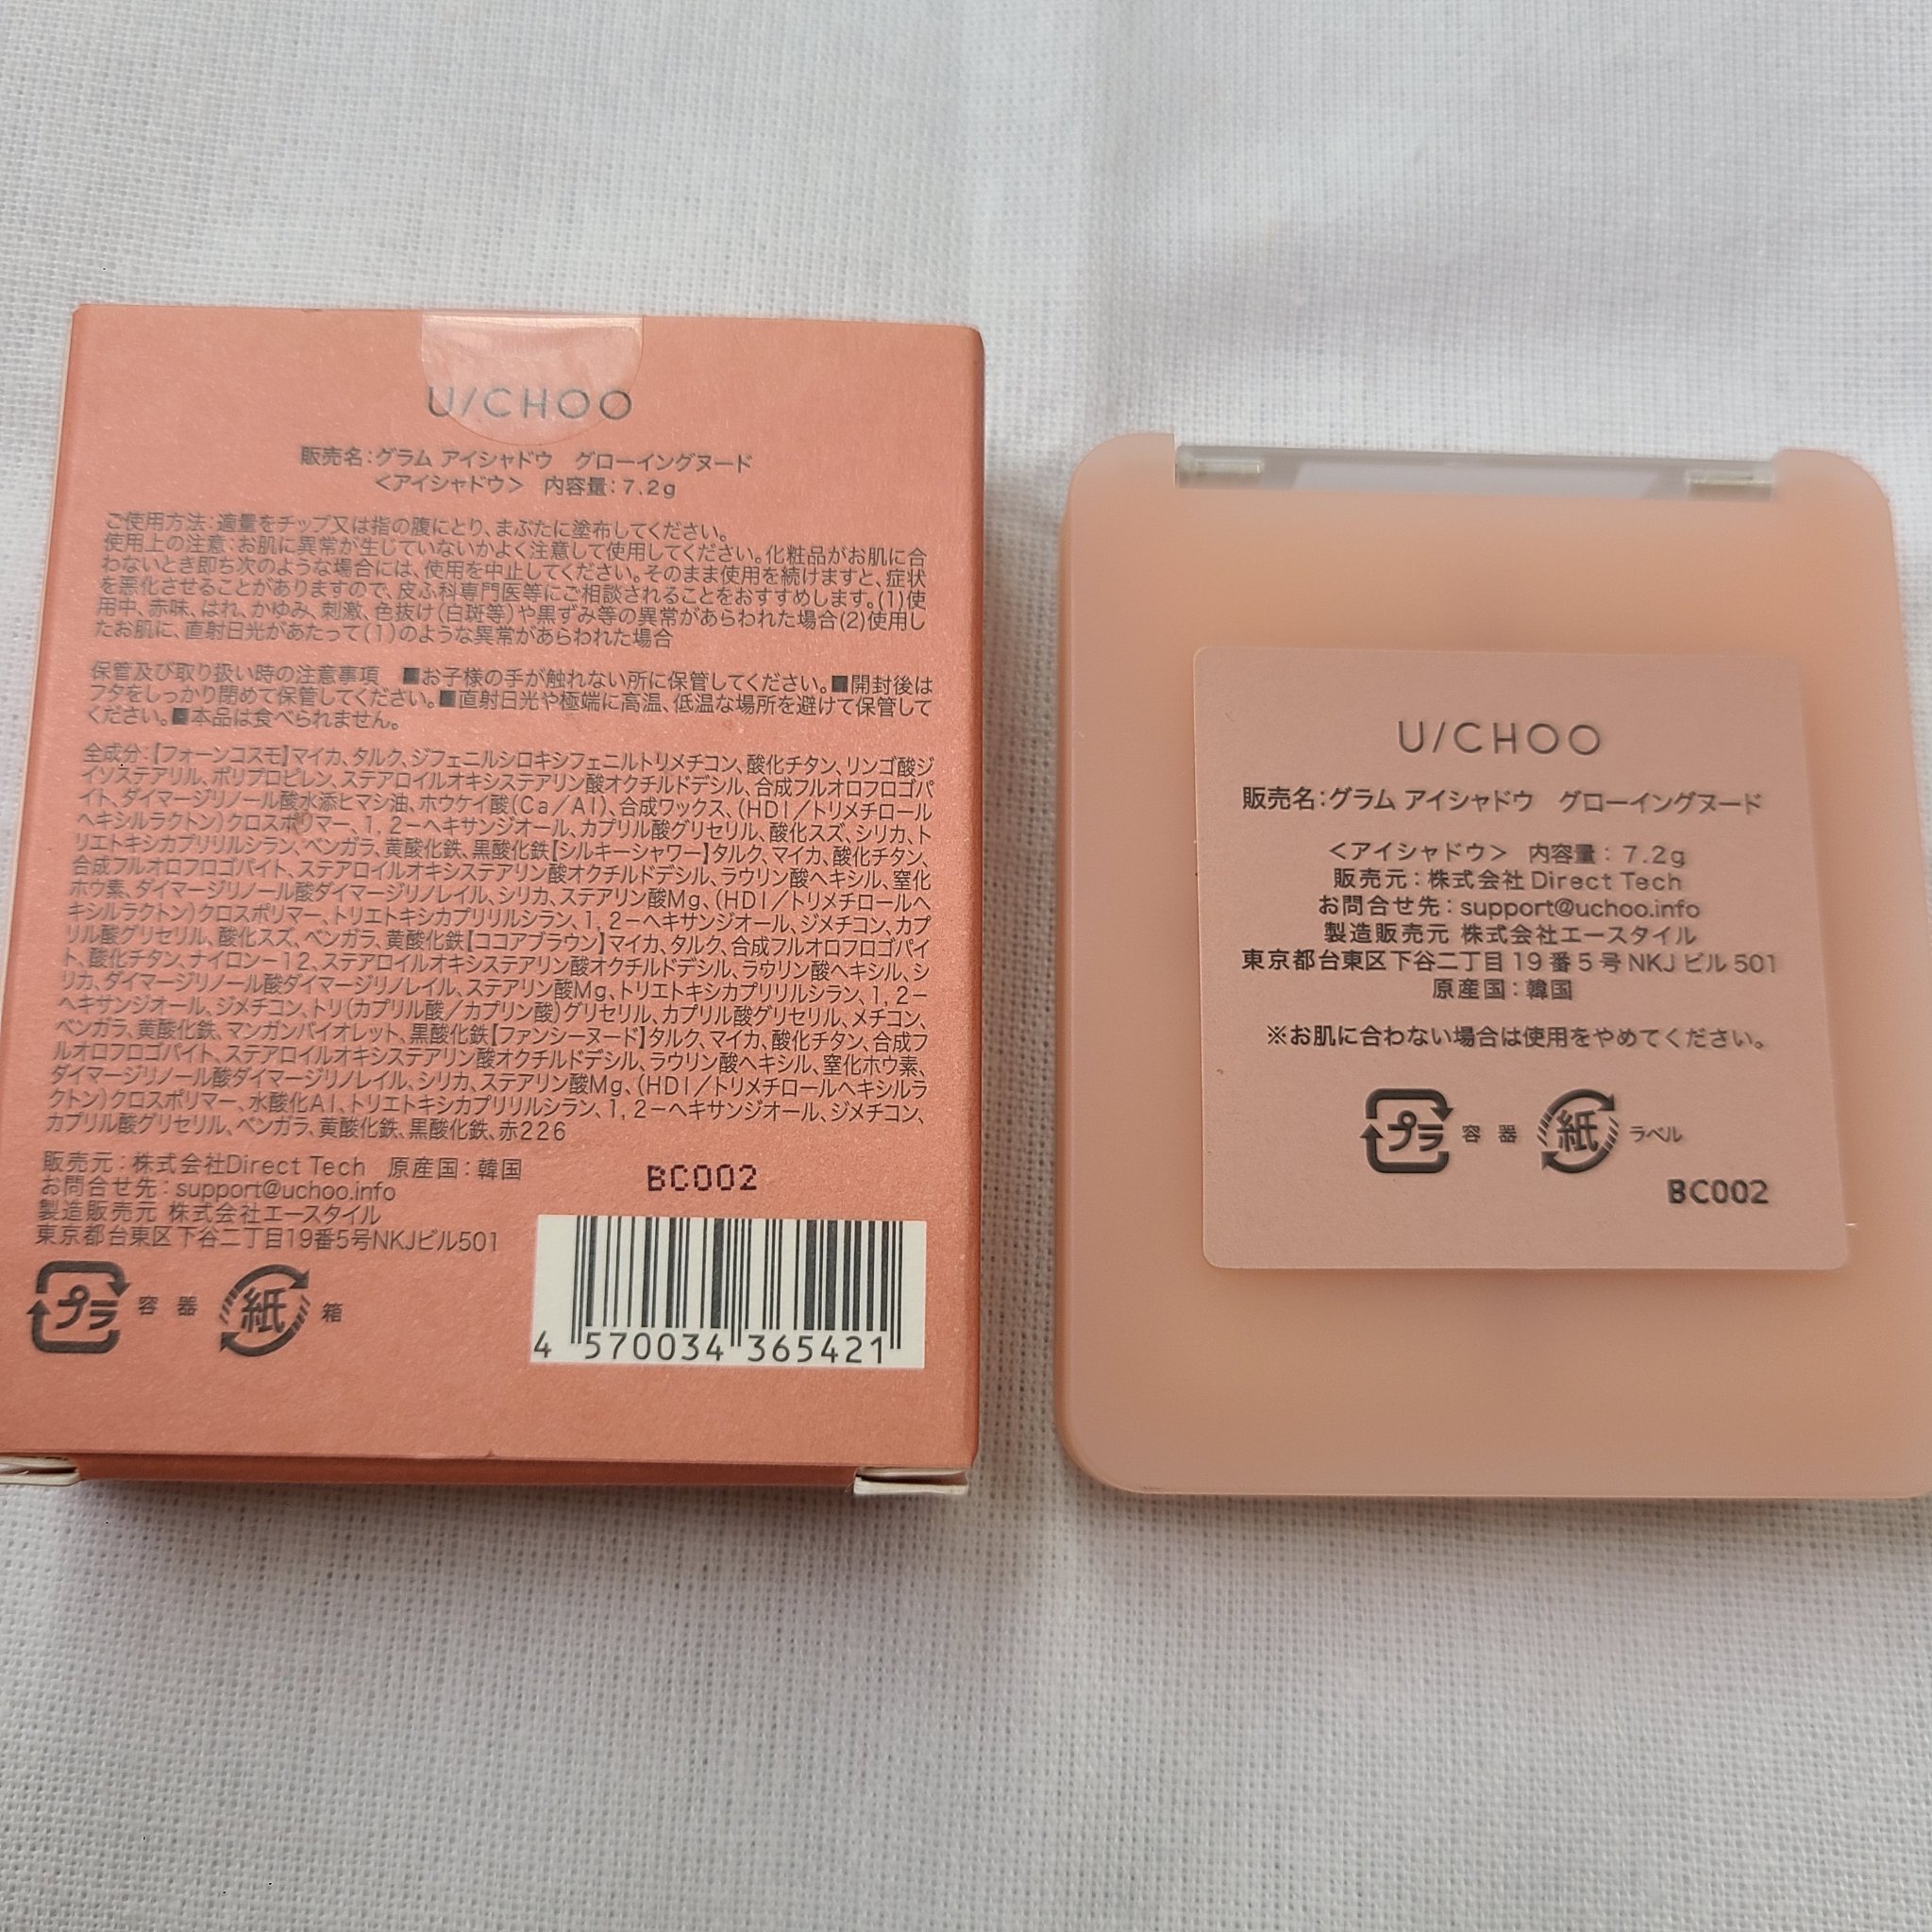 U/CHOO
販売名：グラム アイシャドウ　グローイングヌード
＜アイシャドウ＞　内容量：7.2g
ご使用方法：適量をチップ又は指の腹にとり、まぶたに塗布してください。
使用上の注意：お肌に異常が生じていないかよく注意して使用してください。化粧品がお肌に合
わないとき即ち次のような場合には、使用を中止してください。そのまま使用を続けますと、症状
を悪化させることがありますので、皮ふ科専門医等にご相談されることをおすすめします。(1)使
用中、赤味、はれ、かゆみ、刺激、色抜け(白斑等)や黒ずみ等の異常があらわれた場合(2)使用し
たお肌に、直射日光があたって(1)のような異常があらわれた場合
保管及び取り扱い時の注意事項　■お子様の手が触れない所に保管してください。■開封後は
フタをしっかり閉めて保管してください。■直射日光や極端に高温、低温な場所を避けて保管して
ください。■本品は食べられません。
全成分：【フォーンコスモ】マイカ、タルク、ジフェニルシロキシフェニルトリメチコン、酸化チタン、リンゴ酸ジ
イソステアリル、ポリプロピレン、ステアロイルオキシステアリン酸オクチルドデシル、合成フルオロフロゴパ
イト、ダイマージリノール酸水添ヒマシ油、ホウケイ酸(Ca／Al)、合成ワックス、(HDI／トリメチロール
ヘキシルラクトン)クロスポリマー、1,2－ヘキサンジオール、カプリル酸グリセリル、酸化スズ、シリカ、ト
リエトキシカプリリルシラン、ベンガラ、黄酸化鉄、黒酸化鉄【シルキーシャワー】タルク、マイカ、酸化チタン、
合成フルオロフロゴパイト、ステアロイルオキシステアリン酸オクチルドデシル、ラウリン酸ヘキシル、窒化
ホウ素、ダイマージリノール酸ダイマージリノレイル、シリカ、ステアリン酸Mg、(HDI／トリメチロールヘ
キシルラクトン)クロスポリマー、トリエトキシカプリリルシラン、1,2－ヘキサンジオール、ジメチコン、カプ
リル酸グリセリル、酸化スズ、ベンガラ、黄酸化鉄【ココアブラウン】マイカ、タルク、合成フルオロフロゴパイ
ト、酸化チタン、ナイロン－12、ステアロイルオキシステアリン酸オクチルドデシル、ラウリン酸ヘキシル、シ
リカ、ダイマージリノール酸ダイマージリノレイル、ステアリン酸Mg、トリエトキシカプリリルシラン、1,2－
ヘキサンジオール、ジメチコン、トリ(カプリル酸／カプリン酸)グリセリル、カプリル酸グリセリル、メチコン、
ベンガラ、黄酸化鉄、マンガンバイオレット、黒酸化鉄【ファンシーヌード】タルク、マイカ、酸化チタン、合成フ
ルオロフロゴパイト、ステアロイルオキシステアリン酸オクチルドデシル、ラウリン酸ヘキシル、窒化ホウ素、
ダイマージリノール酸ダイマージリノレイル、シリカ、ステアリン酸Mg、(HDI／トリメチロールヘキシルラ
クトン)クロスポリマー、水酸化Al、トリエトキシカプリリルシラン、1,2－ヘキサンジオール、ジメチコン、
カプリル酸グリセリル、ベンガラ、黄酸化鉄、黒酸化鉄、赤226
販売元：株式会社Direct Tech　原産国：韓国
お問合せ先：support@uchoo.info
製造販売元 株式会社エースタイル
東京都台東区下谷二丁目19番5号NKJビル501
BC002
プラ 容器 紙 箱
4 570034 365421
U/CHOO
販売名：グラム アイシャドウ　グローイングヌード
＜アイシャドウ＞ 内容量：7.2g
販売元：株式会社Direct Tech
お問合せ先：support@uchoo.info
製造販売元 株式会社エースタイル
東京都台東区下谷二丁目 19 番 5 号 NKJ ビル 501
原産国：韓国
※お肌に合わない場合は使用をやめてください。
プラ 容器 紙 ラベル
BC002